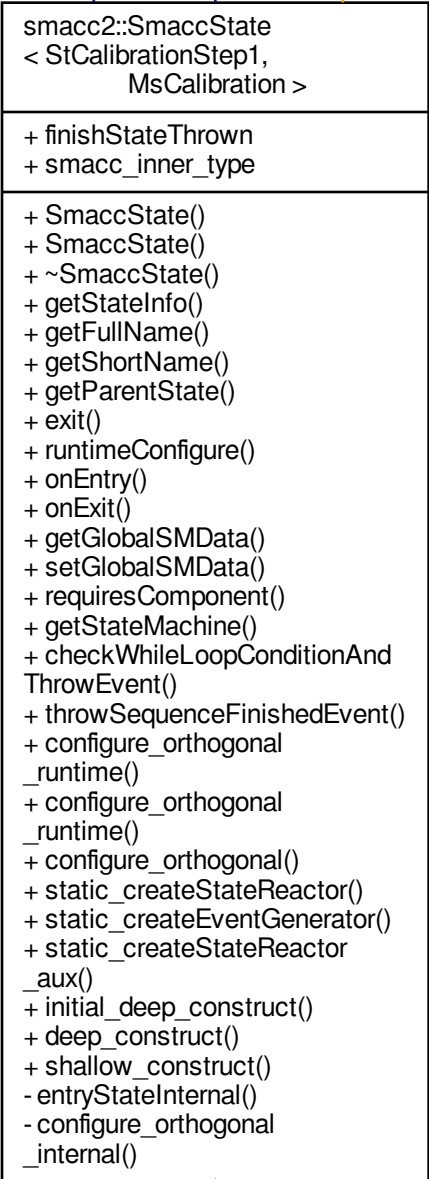 smacc2::SmaccState
< StCalibrationStep1,
MsCalibration >
+ finishStateThrown
+ smacc_inner_type
+ SmaccState()
+ SmaccState()
+ ~SmaccState()
+ getStateInfo()
+ getFullName()
+ getShortName()
+ getParentState()
+ exit()
+ runtimeConfigure()
+ onEntry()
+ onExit()
+ getGlobalSMData()
+ setGlobalSMData()
+ requiresComponent()
+ getStateMachine()
+ checkWhileLoopConditionAnd
ThrowEvent()
+ throwSequenceFinishedEvent()
+ configure_orthogonal
_runtime()
+ configure_orthogonal
_runtime()
+ configure_orthogonal()
+ static_createStateReactor()
+ static_createEventGenerator()
+ static_createStateReactor
_aux()
+ initial_deep_construct()
+ deep_construct()
+ shallow_construct()
- entryStateInternal()
- configure_orthogonal
_internal()